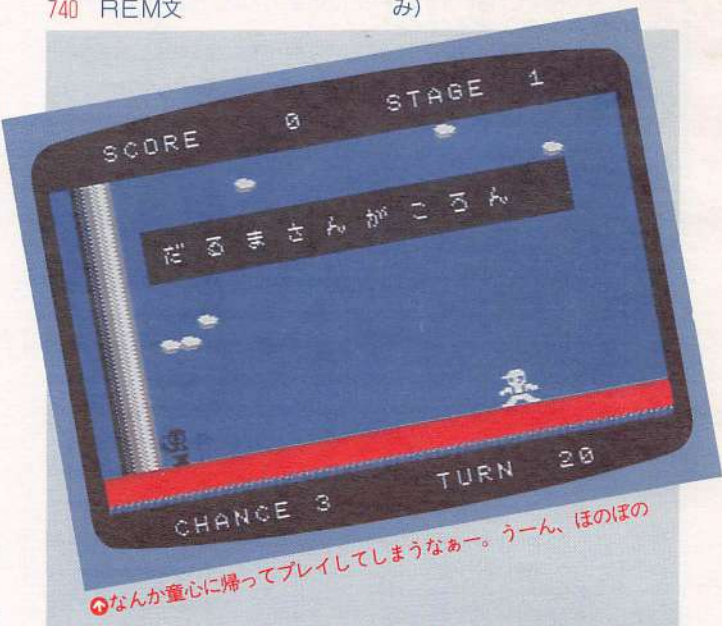 740 REM文
み)
SCORE 0 STAGE 1
だるまさんがころん
CHANCE 3 TURN 20
なんか童心に帰ってプレイしてしまうなぁー。うーん、ほのぼの